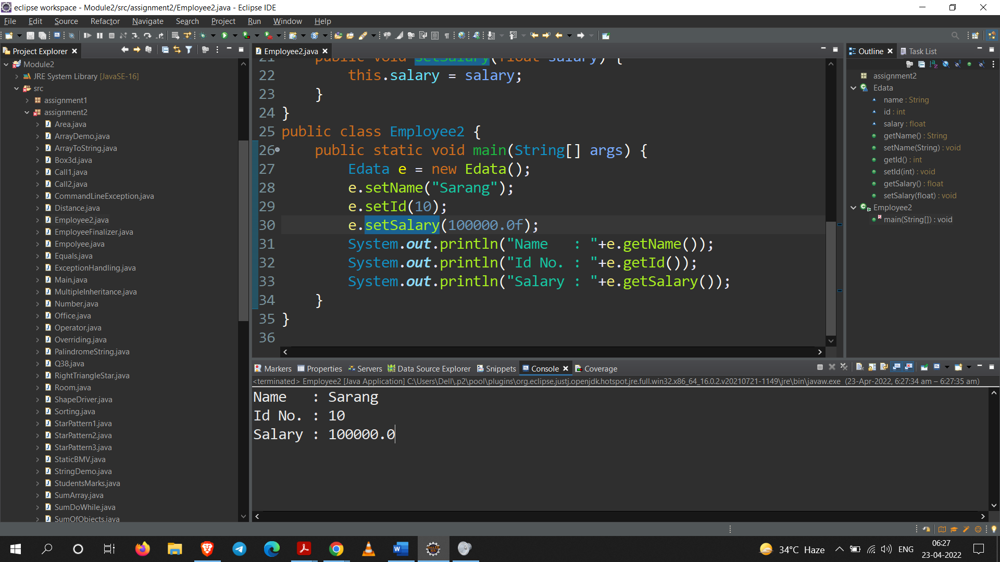 eclipse workspace - Module2/src/assignment2/Employee2.java - Eclipse IDE
File Edit Source Refactor Navigate Search Project Run Window Help
Project Explorer
Module2
JRE System Library [JavaSE-16]
src
assignment1
assignment2
Area.java
ArrayDemo.java
ArrayToString.java
Box3d.java
Call1.java
Call2.java
CommandLineException.java
Distance.java
Employee2.java
EmployeeFinalizer.java
Empolyee.java
Equals.java
ExceptionHandling.java
Main.java
MultipleInheritance.java
Number.java
Office.java
Operator.java
Overriding.java
PalindromeString.java
Q38.java
RightTriangleStar.java
Room.java
ShapeDriver.java
Sorting.java
StarPattern1.java
StarPattern2.java
StarPattern3.java
StaticBMV.java
StringDemo.java
StudentsMarks.java
SumArray.java
SumDoWhile.java
SumOfObjects.java
Employee2.java
21 public void setSalary(float salary) {
22 this.salary = salary;
23 }
24 }
25 public class Employee2 {
26 public static void main(String[] args) {
27 Edata e = new Edata();
28 e.setName("Sarang");
29 e.setId(10);
30 e.setSalary(100000.0f);
31 System.out.println("Name   : "+e.getName());
32 System.out.println("Id No. : "+e.getId());
33 System.out.println("Salary : "+e.getSalary());
34 }
35 }
36
Outline Task List
assignment2
Edata
name : String
id : int
salary : float
getName() : String
setName(String) : void
getId() : int
setId(int) : void
getSalary() : float
setSalary(float) : void
Employee2
main(String[]) : void
Markers Properties Servers Data Source Explorer Snippets Console Coverage
<terminated> Employee2 [Java Application] C:\Users\Dell\.p2\pool\plugins\org.eclipse.justj.openjdk.hotspot.jre.full.win32.x86_64_16.0.2.v20210721-1149\jre\bin\javaw.exe (23-Apr-2022, 6:27:34 am – 6:27:35 am)
Name   : Sarang
Id No. : 10
Salary : 100000.0
34°C Haze ENG
06:27
23-04-2022